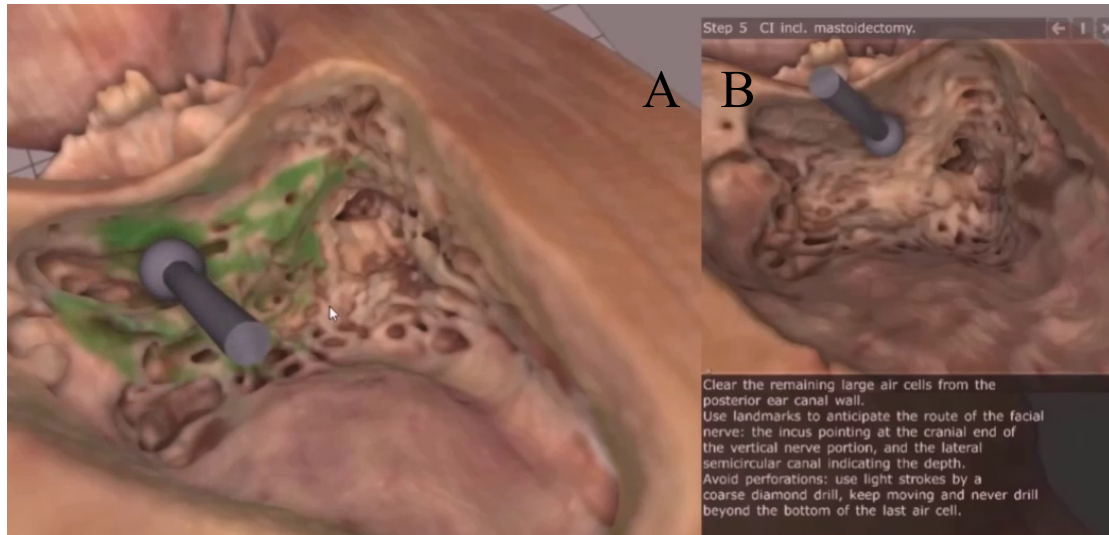 A
B
Step 5 CI incl. mastoidectomy.
Clear the remaining large air cells from the
posterior ear canal wall.
Use landmarks to anticipate the route of the facial
nerve: the incus pointing at the cranial end of
the vertical nerve portion, and the lateral
semicircular canal indicating the depth.
Avoid perforations: use light strokes by a
coarse diamond drill, keep moving and never drill
beyond the bottom of the last air cell.